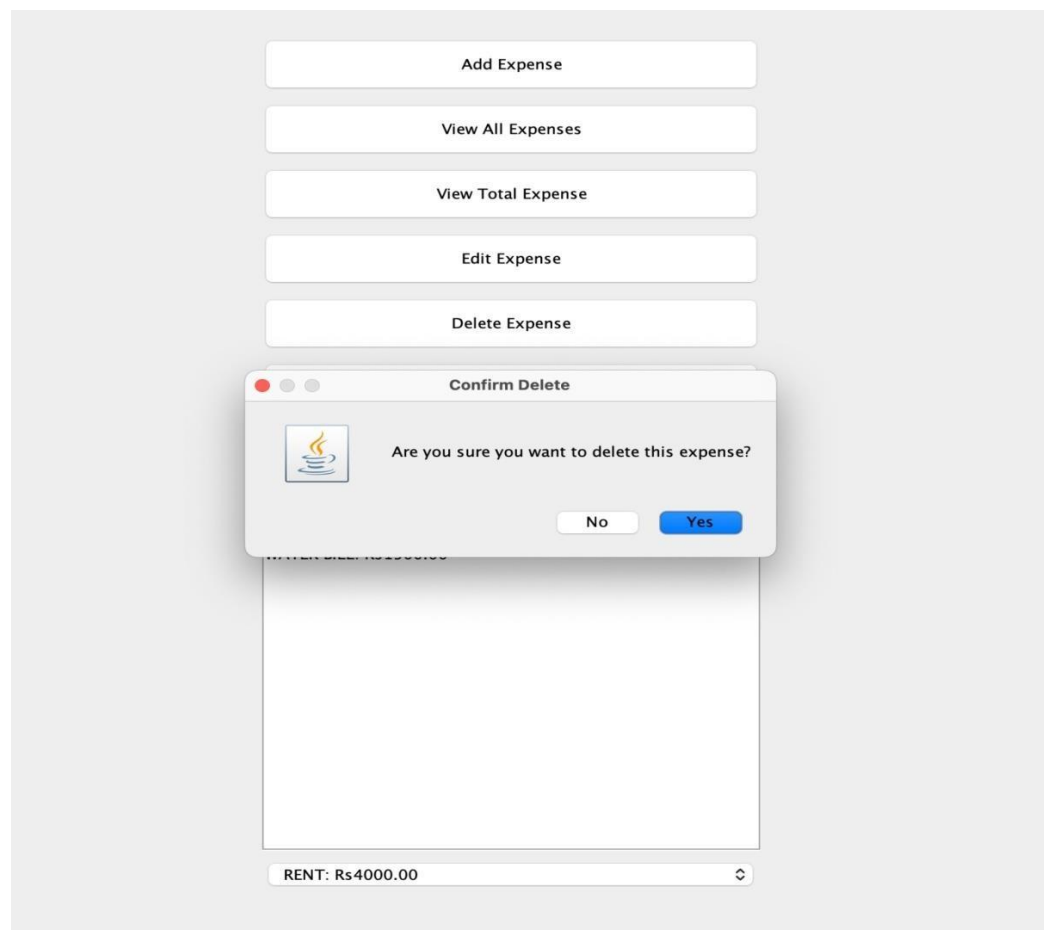 Add Expense
View All Expenses
View Total Expense
Edit Expense
Delete Expense
Confirm Delete
Are you sure you want to delete this expense?
No Yes
RENT: Rs4000.00